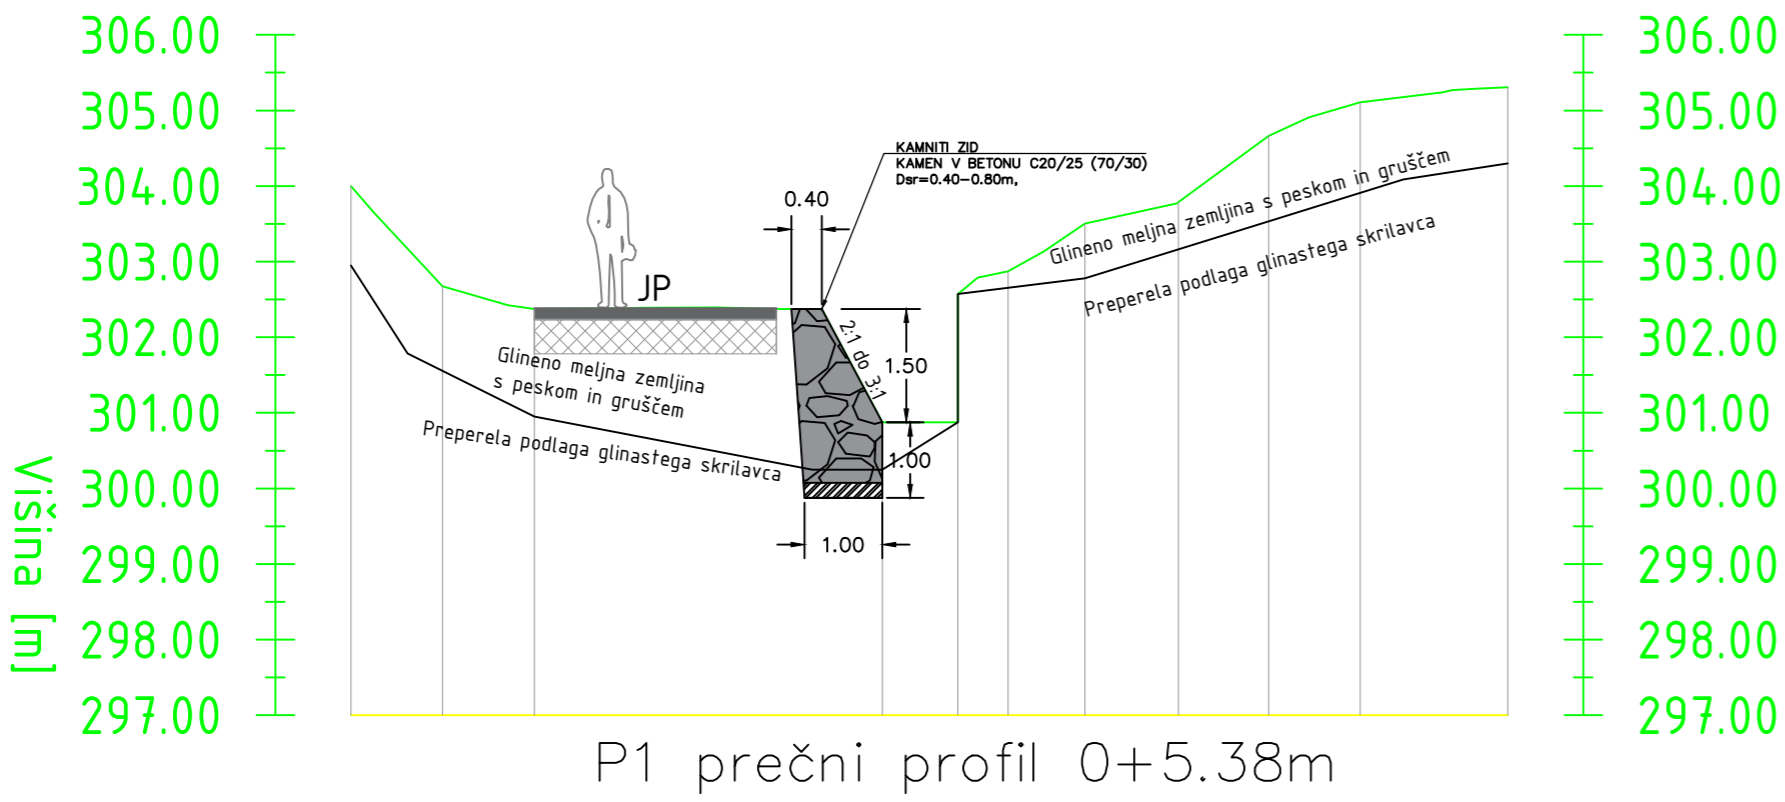 306.00
305.00
304.00
303.00
302.00
301.00
300.00
299.00
298.00
297.00
Višina [m]
KAMNITI ZID
KAMEN V BETONU C20/25 (70/30)
Dsr=0.40-0.80m,
0.40
JP
2:1 do 3:1
1.50
1.00
1.00
Glineno meljna zemljina
s peskom in gruščem
Preperela podlaga glinastega skrilavca
Glineno meljna zemljina s peskom in gruščem
Preperela podlaga glinastega skrilavca
306.00
305.00
304.00
303.00
302.00
301.00
300.00
299.00
298.00
297.00
P1 prečni profil 0+5.38m